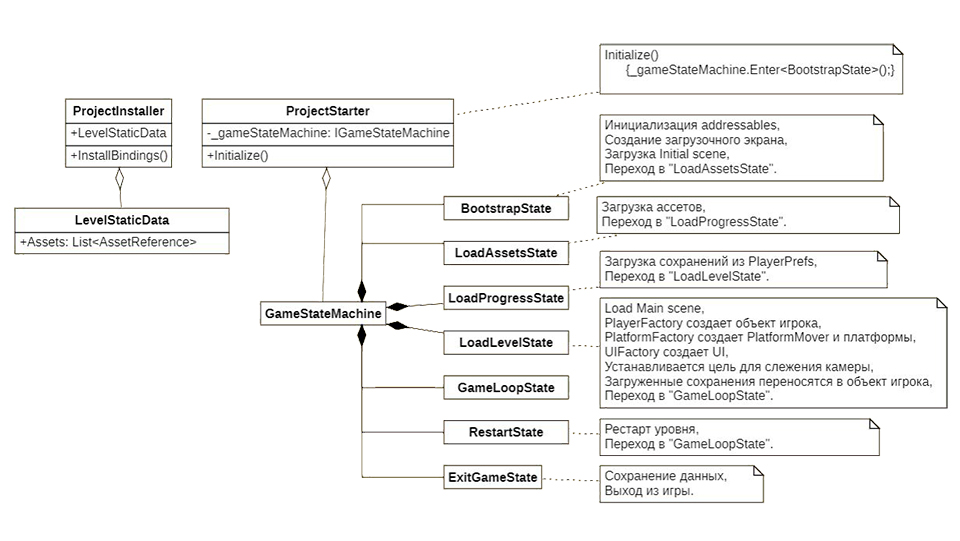 Initialize()
{_gameStateMachine.Enter<BootstrapState>();}
ProjectInstaller
+LevelStaticData
+InstallBindings()
ProjectStarter
-_gameStateMachine: IGameStateMachine
+Initialize()
Инициализация addressables,
Создание загрузочного экрана,
Загрузка Initial scene,
Переход в "LoadAssetsState".
LevelStaticData
+Assets: List<AssetReference>
BootstrapState
Загрузка ассетов,
Переход в "LoadProgressState".
LoadAssetsState
Загрузка сохранений из PlayerPrefs,
Переход в "LoadLevelState".
LoadProgressState
GameStateMachine
Load Main scene,
PlayerFactory создает объект игрока,
PlatformFactory создает PlatformMover и платформы,
UIFactory создает UI,
Устанавливается цель для слежения камеры,
Загруженные сохранения переносятся в объект игрока,
Переход в "GameLoopState".
LoadLevelState
GameLoopState
RestartState
Рестарт уровня,
Переход в "GameLoopState".
ExitGameState
Сохранение данных,
Выход из игры.